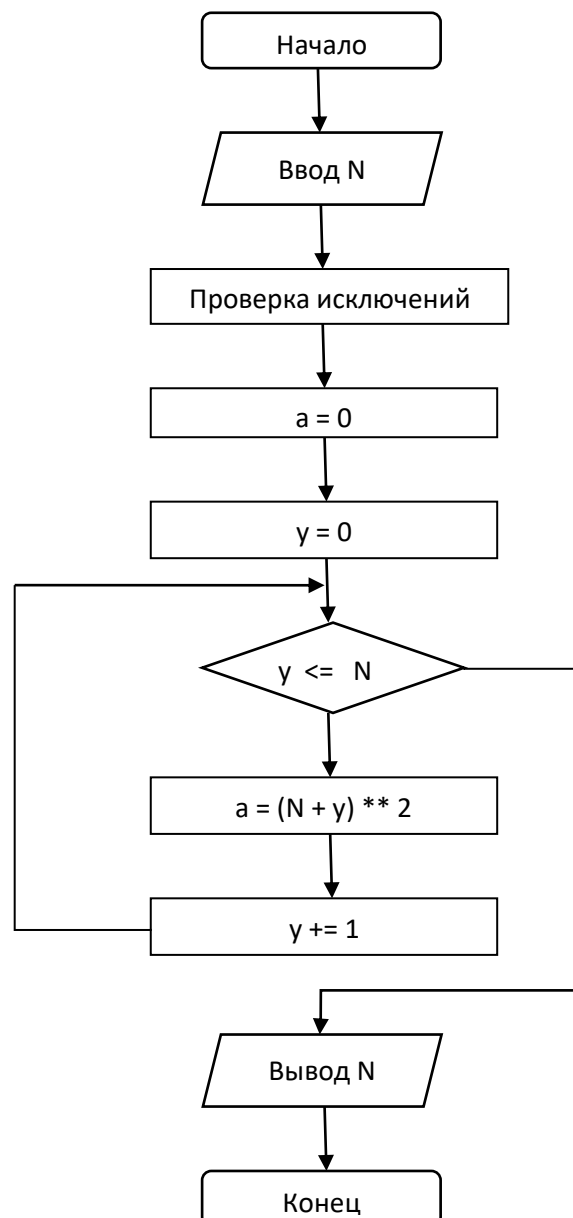 Начало
Ввод N
Проверка исключений
a = 0
y = 0
y <= N
a = (N + y) ** 2
y += 1
Вывод N
Конец